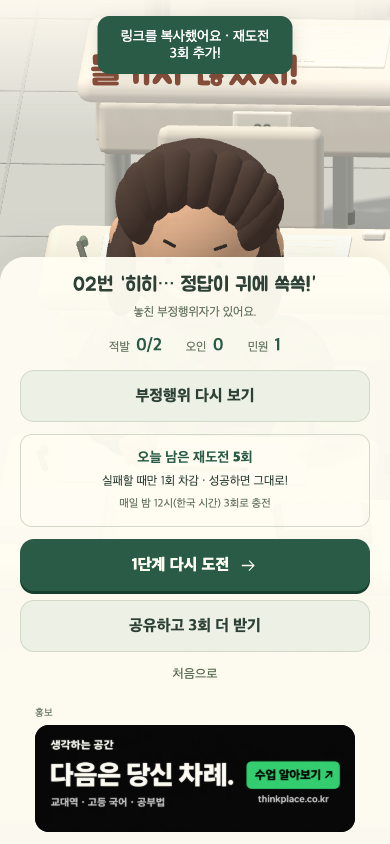 링크를 복사했어요 · 재도전
3회 추가!
02번 ‘히히··· 정답이 귀에 쏙쏙!’
놓친 부정행위자가 있어요.
적발 0/2 오인 0 민원 1
부정행위 다시 보기
오늘 남은 재도전 5회
실패할 때만 1회 차감 · 성공하면 그대로!
매일 밤 12시(한국 시간) 3회로 충전
1단계 다시 도전 →
공유하고 3회 더 받기
처음으로
홍보
생각하는 공간
다음은 당신 차례.
수업 알아보기 ↗
교대역 · 고등 국어 · 공부법
thinkplace.co.kr